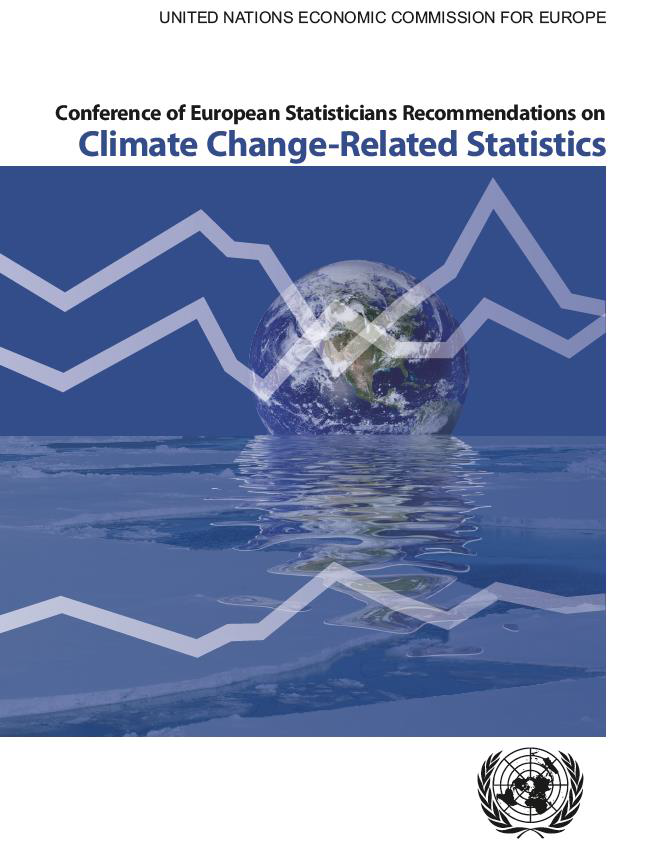 UNITED NATIONS ECONOMIC COMMISSION FOR EUROPE
Conference of European Statisticians Recommendations on
Climate Change-Related Statistics